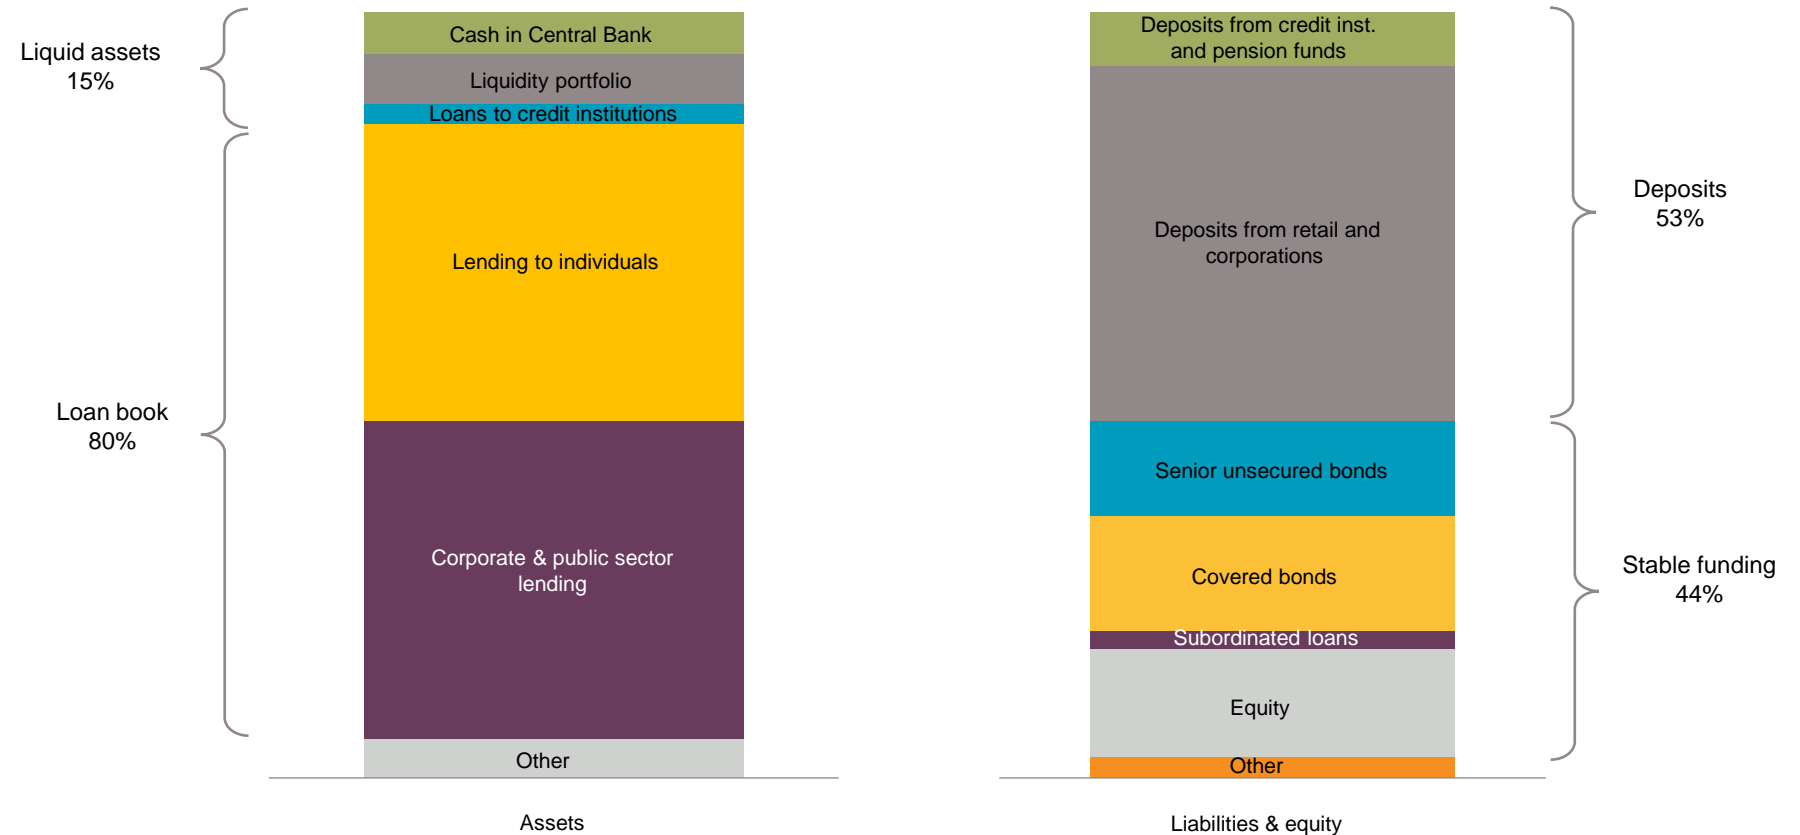 Liquid assets
15%
Loan book
80%
Cash in Central Bank
Liquidity portfolio
Loans to credit institutions
Lending to individuals
Corporate & public sector
lending
Other
Assets
Deposits from credit inst.
and pension funds
Deposits from retail and
corporations
Senior unsecured bonds
Covered bonds
Subordinated loans
Equity
Other
Liabilities & equity
Deposits
53%
Stable funding
44%